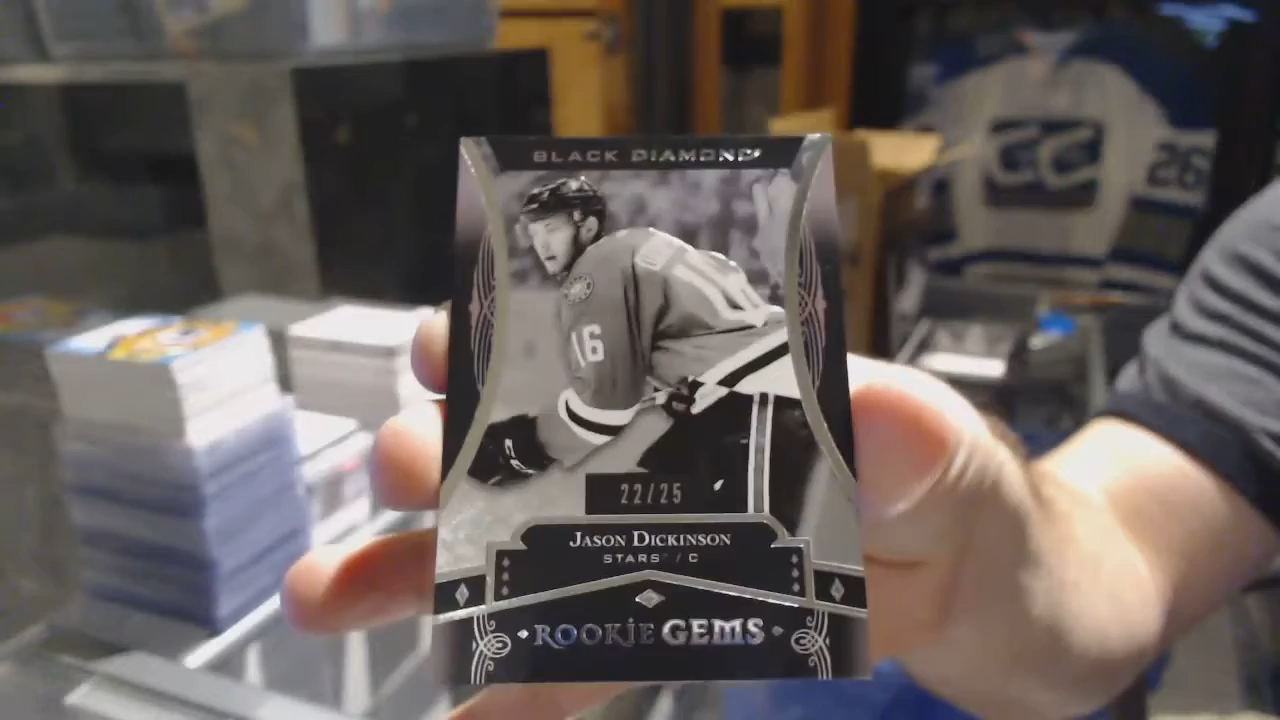 BLACK DIAMOND
16
22/25
JASON DICKINSON
STARS / C
ROOKIE GEMS
26